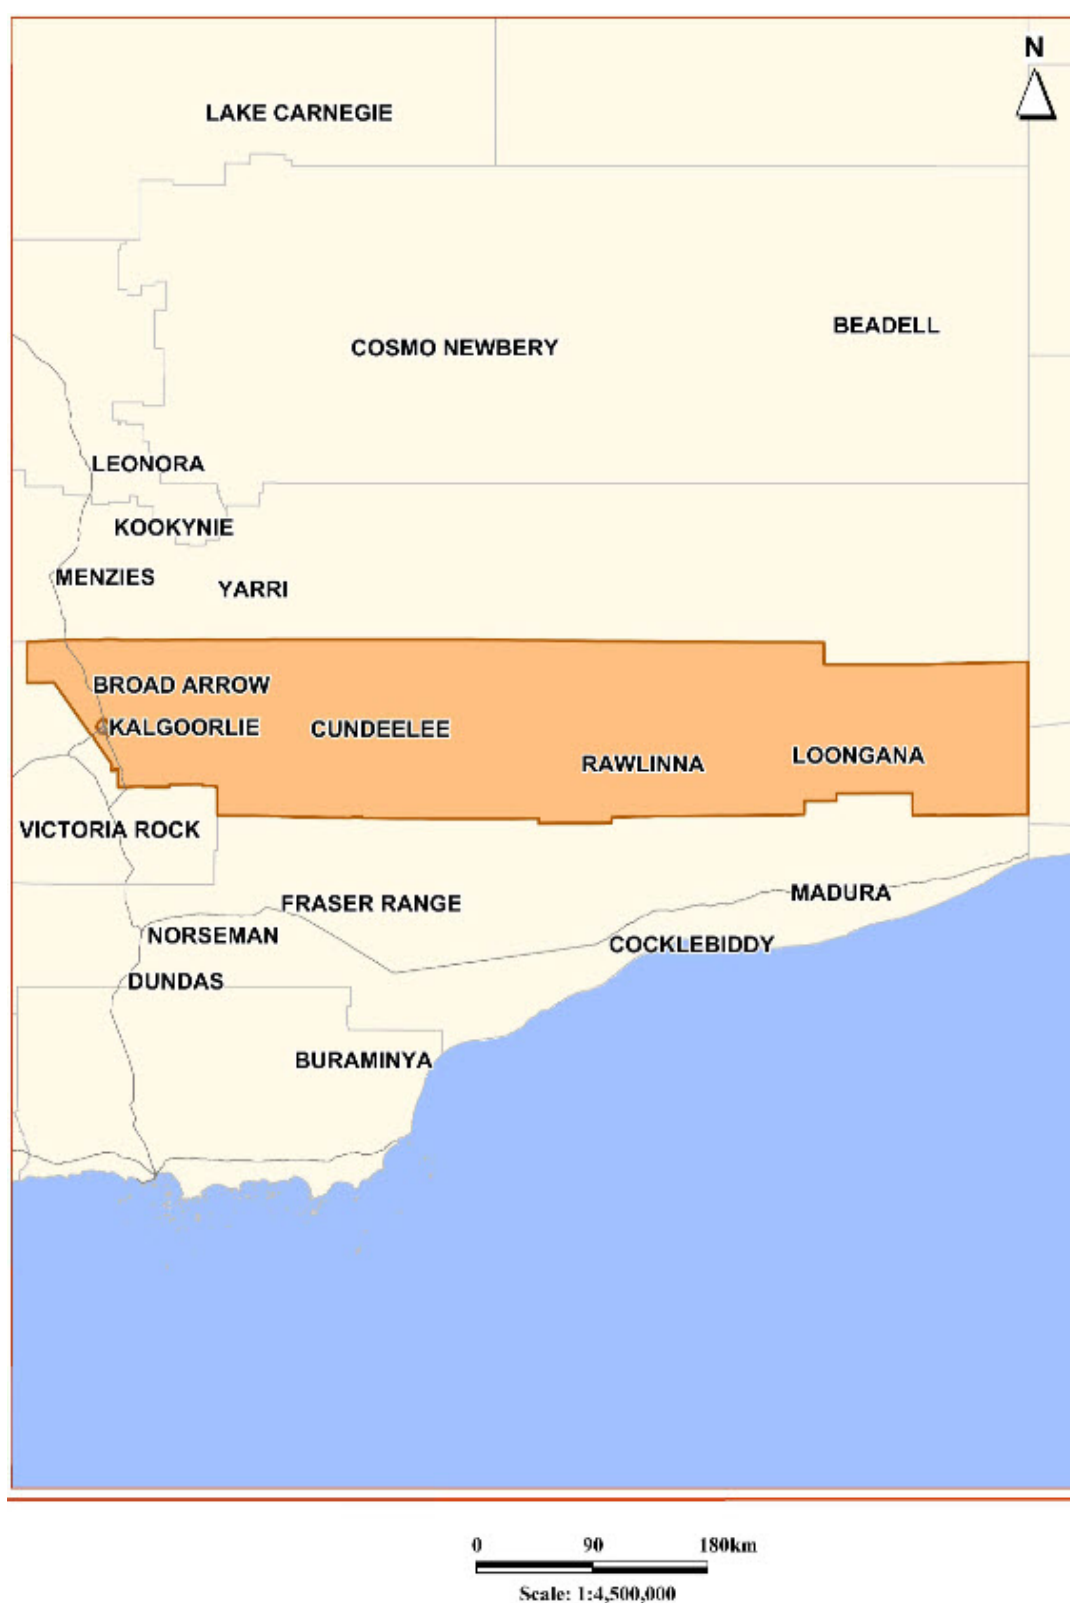 N
LAKE CARNEGIE
BEADELL
COSMO NEWBERY
LEONORA
KOOKYNIE
MENZIES
YARRI
BROAD ARROW
KALGOORLIE
CUNDEELEE
LOONGANA
RAWLINNA
VICTORIA ROCK
MADURA
FRASER RANGE
NORSEMAN
COCKLEBIDDY
DUNDAS
BURAMINYA
0 90 180km
Scale: 1:4,500,000